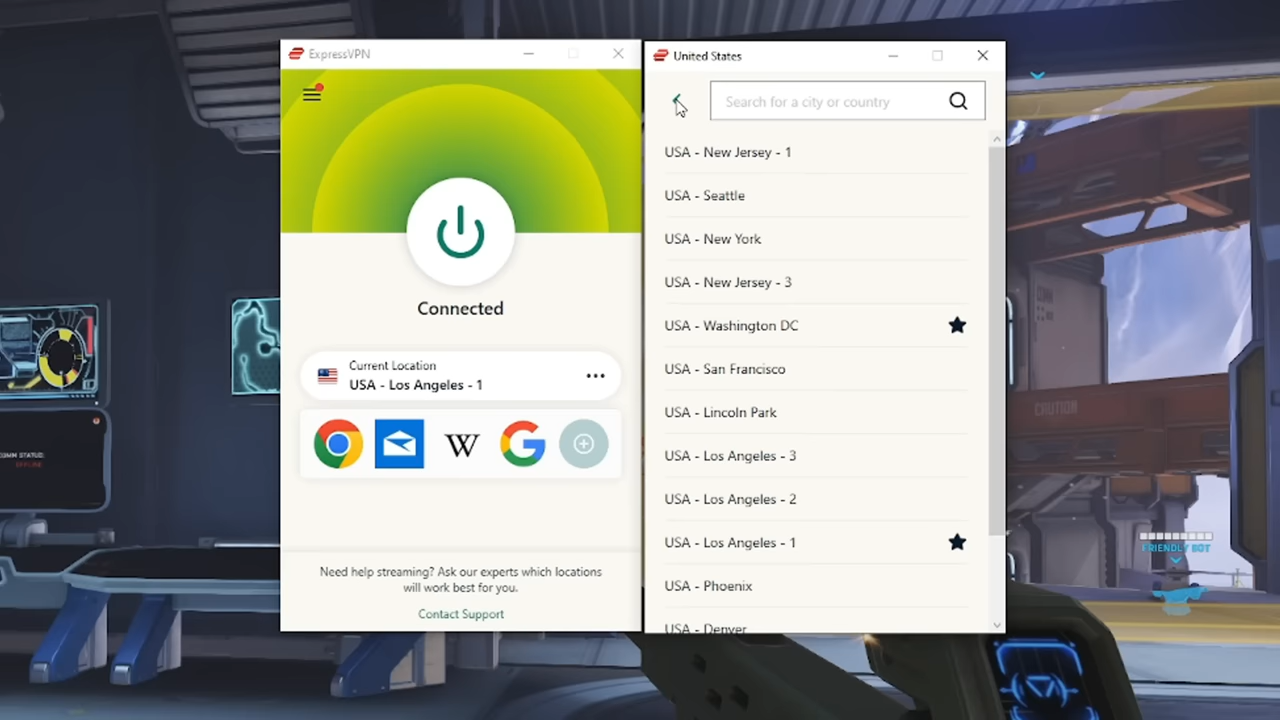 ExpressVPN
Connected
Current Location
USA - Los Angeles - 1
W
G
Need help streaming? Ask our experts which locations
will work best for you.
Contact Support
United States
Search for a city or country
USA - New Jersey - 1
USA - Seattle
USA - New York
USA - New Jersey - 3
USA - Washington DC
USA - San Francisco
USA - Lincoln Park
USA - Los Angeles - 3
USA - Los Angeles - 2
USA - Los Angeles - 1
USA - Phoenix
USA - Denver
COMM STATUS:
OFFLINE
CAUTION
FRIENDLY BOT